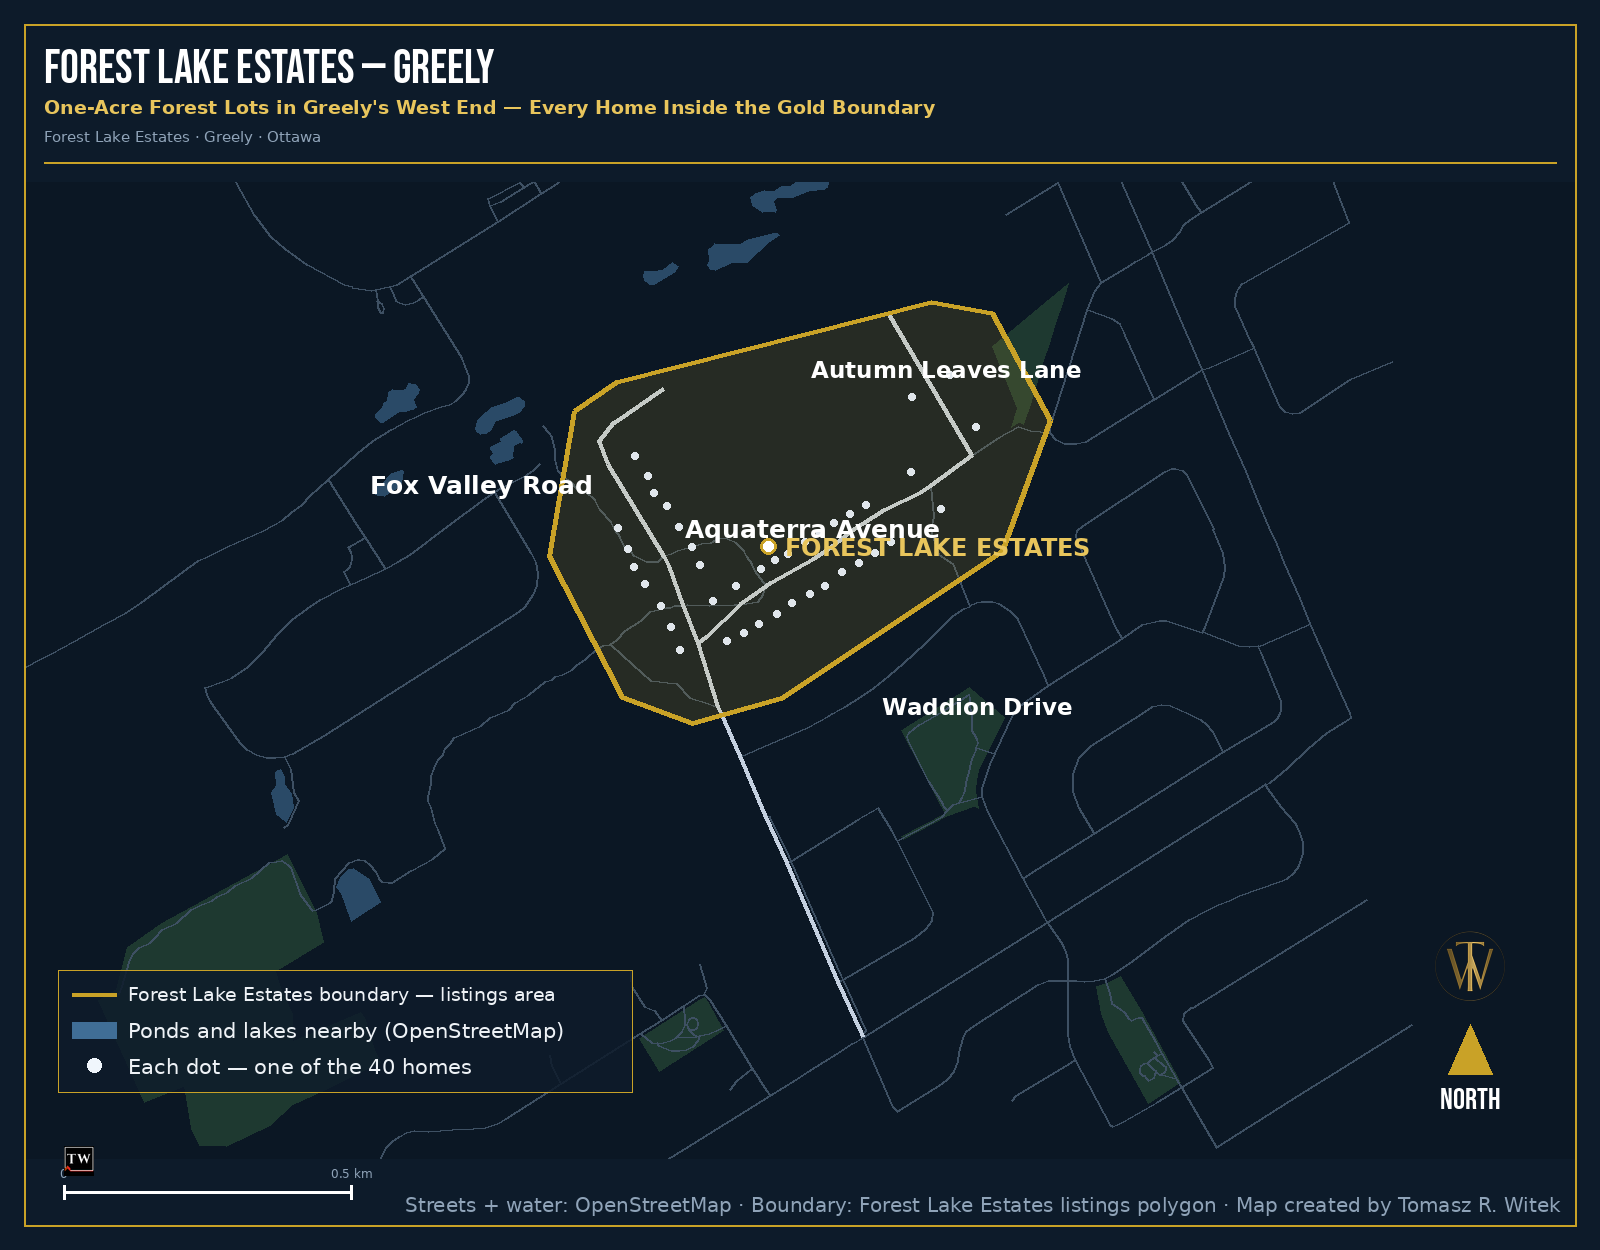 FOREST LAKE ESTATES — GREELY
One-Acre Forest Lots in Greely's West End — Every Home Inside the Gold Boundary
Forest Lake Estates · Greely · Ottawa
Autumn Leaves Lane
Fox Valley Road
Aquaterra Avenue
FOREST LAKE ESTATES
Waddion Drive
Forest Lake Estates boundary — listings area
Ponds and lakes nearby (OpenStreetMap)
Each dot — one of the 40 homes
TW
NORTH
TW
0
0.5 km
Streets + water: OpenStreetMap · Boundary: Forest Lake Estates listings polygon · Map created by Tomasz R. Witek